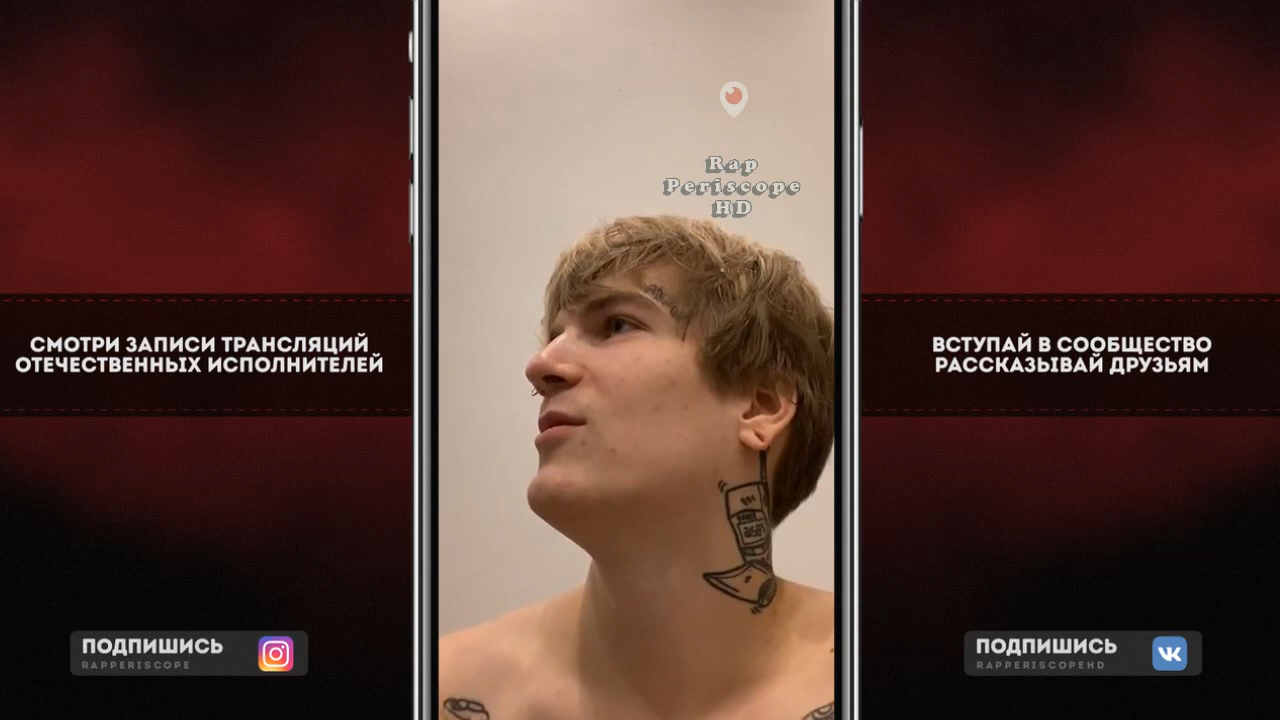 Rap
Periscope
HD
СМОТРИ ЗАПИСИ ТРАНСЛЯЦИЙ
ОТЕЧЕСТВЕННЫХ ИСПОЛНИТЕЛЕЙ
ВСТУПАЙ В СООБЩЕСТВО
РАССКАЗЫВАЙ ДРУЗЬЯМ
ПОДПИШИСЬ
RAPPERISCOPE
ПОДПИШИСЬ
RAPPERISCOPEHD